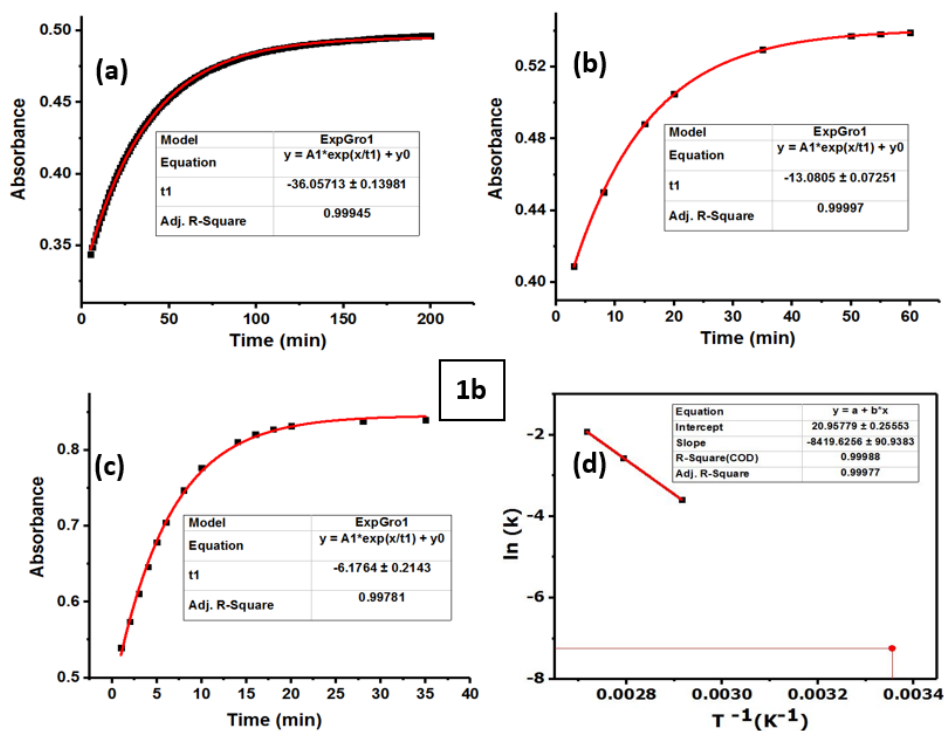 (a)
0.50
0.45
0.40
0.35
Absorbance
Model ExpGro1
Equation y = A1*exp(x/t1) + y0
t1 -36.05713 ± 0.13981
Adj. R-Square 0.99945
0 50 100 150 200
Time (min)
(b)
0.52
0.48
0.44
0.40
Absorbance
Model ExpGro1
Equation y = A1*exp(x/t1) + y0
t1 -13.0805 ± 0.07251
Adj. R-Square 0.99997
0 10 20 30 40 50 60
Time (min)
1b
(c)
0.8
0.7
0.6
0.5
Absorbance
Model ExpGro1
Equation y = A1*exp(x/t1) + y0
t1 -6.1764 ± 0.2143
Adj. R-Square 0.99781
0 5 10 15 20 25 30 35 40
Time (min)
(d)
-2
-4
-6
-8
ln (k)
Equation y = a + b*x
Intercept 20.95779 ± 0.25553
Slope -8419.6256 ± 90.9383
R-Square(COD) 0.99988
Adj. R-Square 0.99977
0.0028 0.0030 0.0032 0.0034
T⁻¹(K⁻¹)